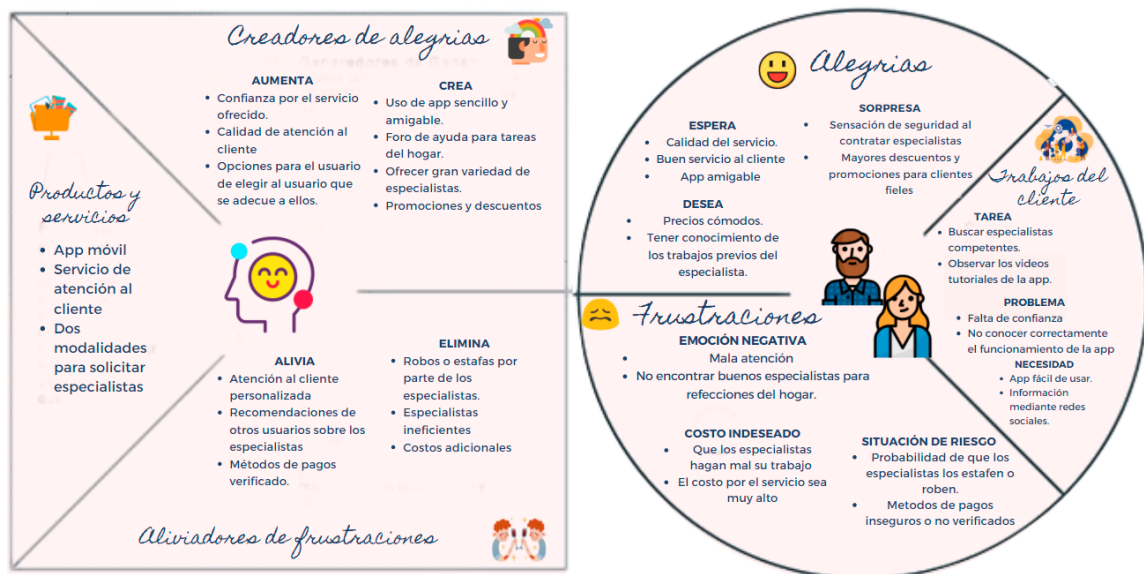 Creadores de alegrias
AUMENTA
• Confianza por el servicio
ofrecido.
• Calidad de atención al
cliente
• Opciones para el usuario
de elegir al usuario que
se adecue a ellos.
CREA
• Uso de app sencillo y
amigable.
• Foro de ayuda para tareas
del hogar.
• Ofrecer gran variedad de
especialistas.
• Promociones y descuentos
Productos y
servicios
• App móvil
• Servicio de
atención al
cliente
• Dos
modalidades
para solicitar
especialistas
ALIVIA
• Atención al cliente
personalizada
• Recomendaciones de
otros usuarios sobre los
especialistas
• Métodos de pagos
verificado.
ELIMINA
• Robos o estafas por
parte de los
especialistas.
• Especialistas
ineficientes
• Costos adicionales
Aliviadores de frustraciones
Alegrias
ESPERA
• Calidad del servicio.
• Buen servicio al cliente
• App amigable
SORPRESA
• Sensación de seguridad al
contratar especialistas
• Mayores descuentos y
promociones para clientes
fieles
DESEA
• Precios cómodos.
• Tener conocimiento de
los trabajos previos del
especialista.
Trabajos del
cliente
TAREA
• Buscar especialistas
competentes.
• Observar los videos
tutoriales de la app.
PROBLEMA
• Falta de confianza
• No conocer correctamente
el funcionamiento de la app
NECESIDAD
• App fácil de usar.
• Información
mediante redes
sociales.
Frustraciones
EMOCIÓN NEGATIVA
• Mala atención
• No encontrar buenos especialistas para
refecciones del hogar.
COSTO INDESEADO
• Que los especialistas
hagan mal su trabajo
• El costo por el servicio sea
muy alto
SITUACIÓN DE RIESGO
• Probabilidad de que los
especialistas los estafen o
roben.
• Metodos de pagos
inseguros o no verificados